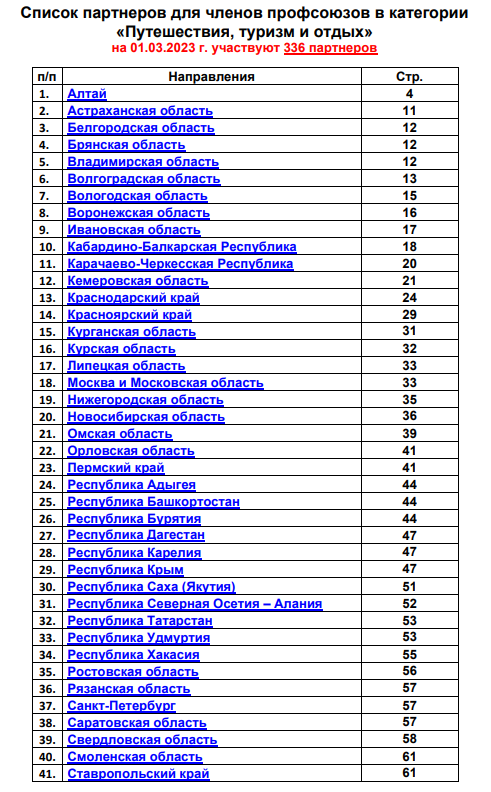 Список партнеров для членов профсоюзов в категории
«Путешествия, туризм и отдых»
на 01.03.2023 г. участвуют 336 партнеров
п/п Направления Стр.
1. Алтай 4
2. Астраханская область 11
3. Белгородская область 12
4. Брянская область 12
5. Владимирская область 12
6. Волгоградская область 13
7. Вологодская область 15
8. Воронежская область 16
9. Ивановская область 17
10. Кабардино-Балкарская Республика 18
11. Карачаево-Черкесская Республика 20
12. Кемеровская область 21
13. Краснодарский край 24
14. Красноярский край 29
15. Курганская область 31
16. Курская область 32
17. Липецкая область 33
18. Москва и Московская область 33
19. Нижегородская область 35
20. Новосибирская область 36
21. Омская область 39
22. Орловская область 41
23. Пермский край 41
24. Республика Адыгея 44
25. Республика Башкортостан 44
26. Республика Бурятия 44
27. Республика Дагестан 47
28. Республика Карелия 47
29. Республика Крым 47
30. Республика Саха (Якутия) 51
31. Республика Северная Осетия – Алания 52
32. Республика Татарстан 53
33. Республика Удмуртия 53
34. Республика Хакасия 55
35. Ростовская область 56
36. Рязанская область 57
37. Санкт-Петербург 57
38. Саратовская область 57
39. Свердловская область 58
40. Смоленская область 61
41. Ставропольский край 61